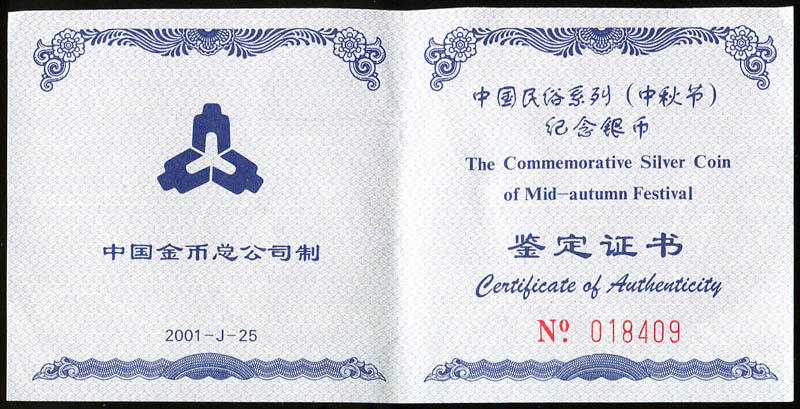 中国金币总公司制
2001-J-25
中国民俗系列（中秋节）
纪念银币
The Commemorative Silver Coin
of Mid-autumn Festival
鉴定证书
Certificate of Authenticity
Nº. 018409